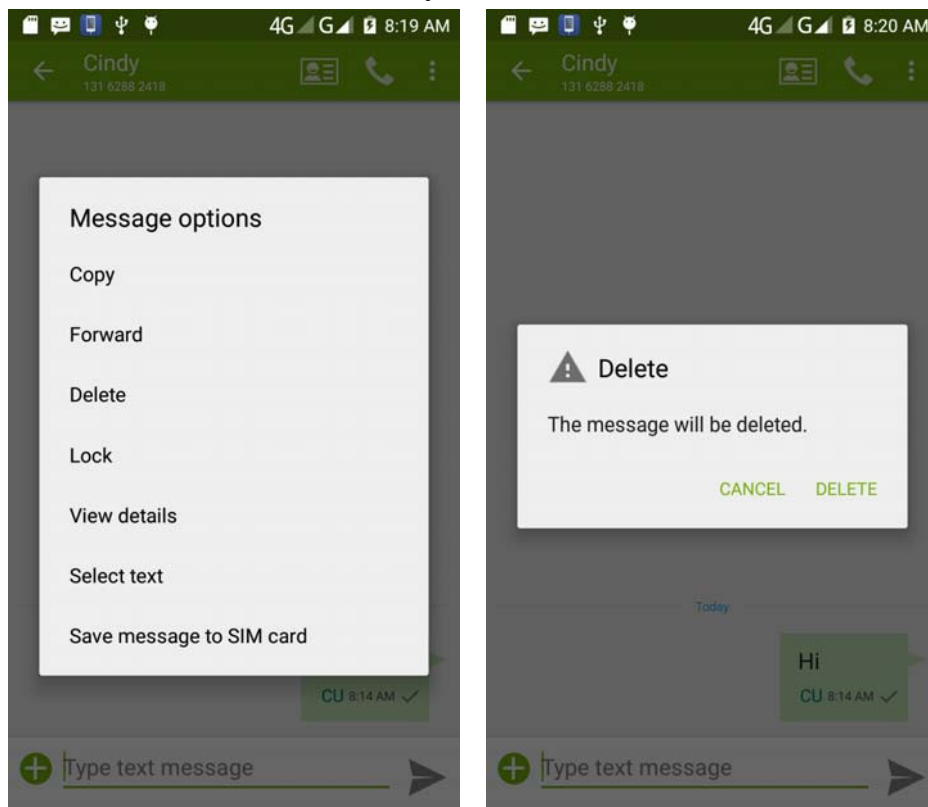 4G G 8:19 AM
Cindy
131 6288 2418
Message options
Copy
Forward
Delete
Lock
View details
Select text
Save message to SIM card
CU 8:14 AM
Type text message
4G G 8:20 AM
Cindy
131 6288 2418
Delete
The message will be deleted.
CANCEL DELETE
Today
Hi
CU 8:14 AM
Type text message